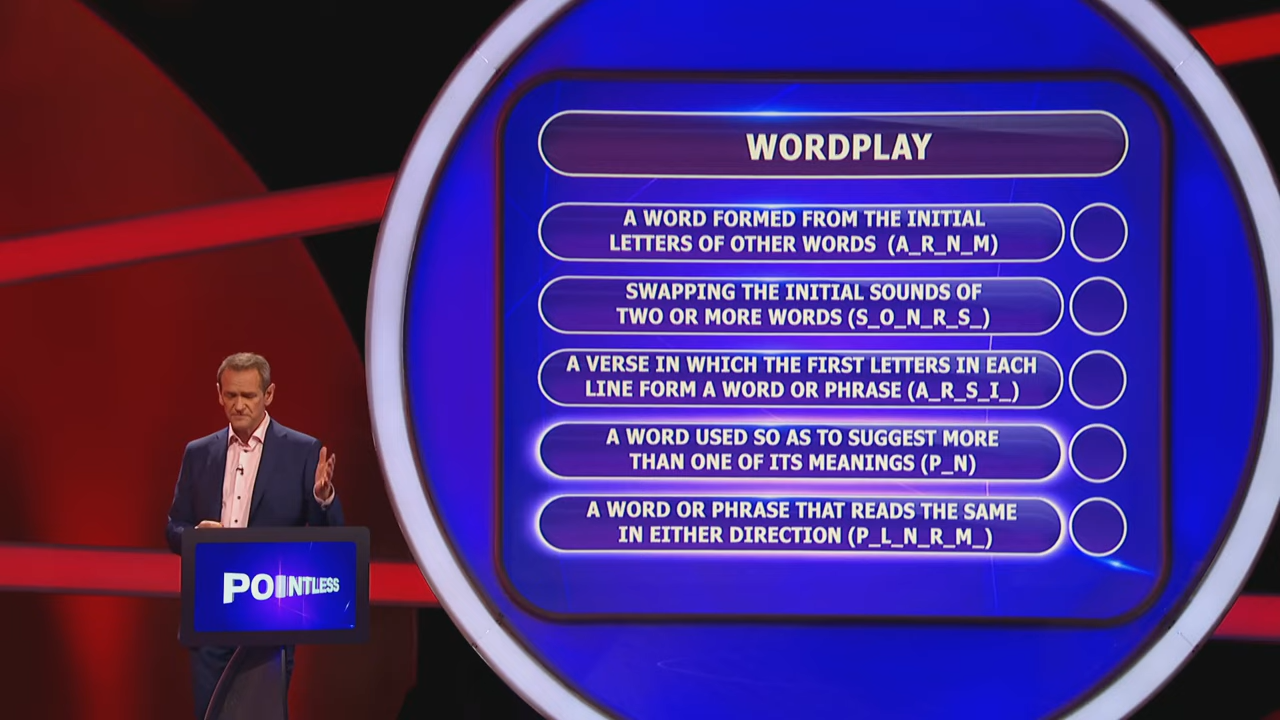 WORDPLAY
A WORD FORMED FROM THE INITIAL
LETTERS OF OTHER WORDS (A_R_N_M)
SWAPPING THE INITIAL SOUNDS OF
TWO OR MORE WORDS (S_O_N_R_S_)
A VERSE IN WHICH THE FIRST LETTERS IN EACH
LINE FORM A WORD OR PHRASE (A_R_S_I_)
A WORD USED SO AS TO SUGGEST MORE
THAN ONE OF ITS MEANINGS (P_N)
A WORD OR PHRASE THAT READS THE SAME
IN EITHER DIRECTION (P_L_N_R_M_)
POINTLESS